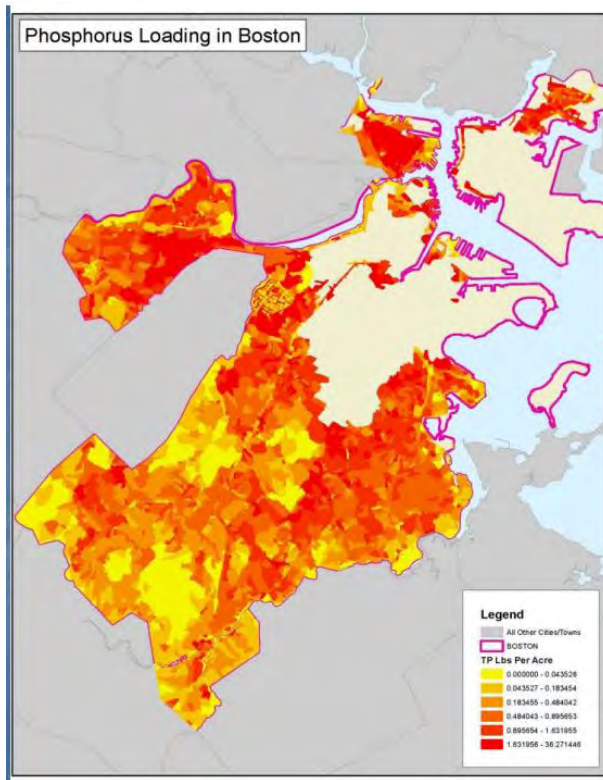 Phosphorus Loading in Boston
Legend
All Other Cities/Towns
BOSTON
TP Lbs Per Acre
0.000000 - 0.043526
0.043527 - 0.183454
0.183455 - 0.484042
0.484043 - 0.895653
0.895654 - 1.631955
1.631956 - 36.271446